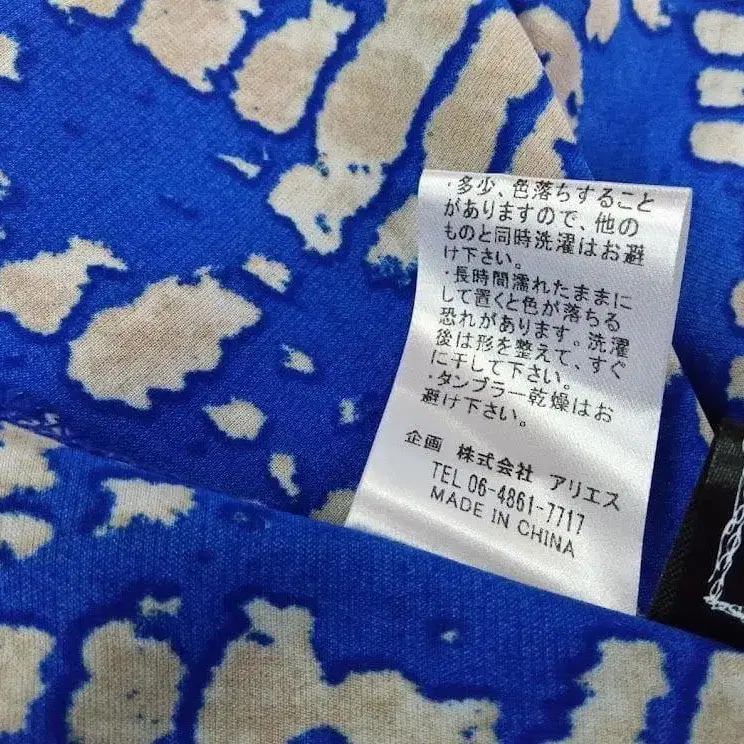 ・多少、色落ちすること
がありますので、他の
ものと同時洗濯はお避
け下さい。
・長時間濡れたままに
して置くと色が落ちる
恐れがあります。洗濯
後は形を整えて、すぐ
に干して下さい。
・タンブラー乾燥はお
避け下さい。
企画 株式会社 アリエス
TEL 06-4861-7717
MADE IN CHINA